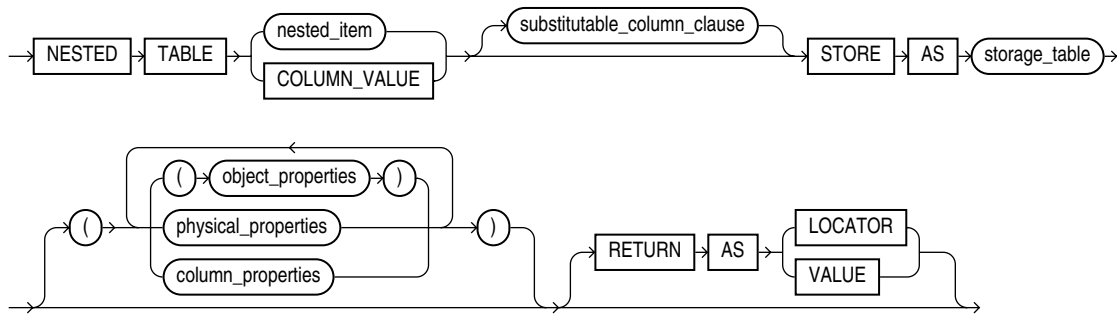 nested_item
substitutable_column_clause
NESTED TABLE STORE AS storage_table
COLUMN_VALUE
( object_properties )
LOCATOR
( physical_properties ) RETURN AS
VALUE
column_properties